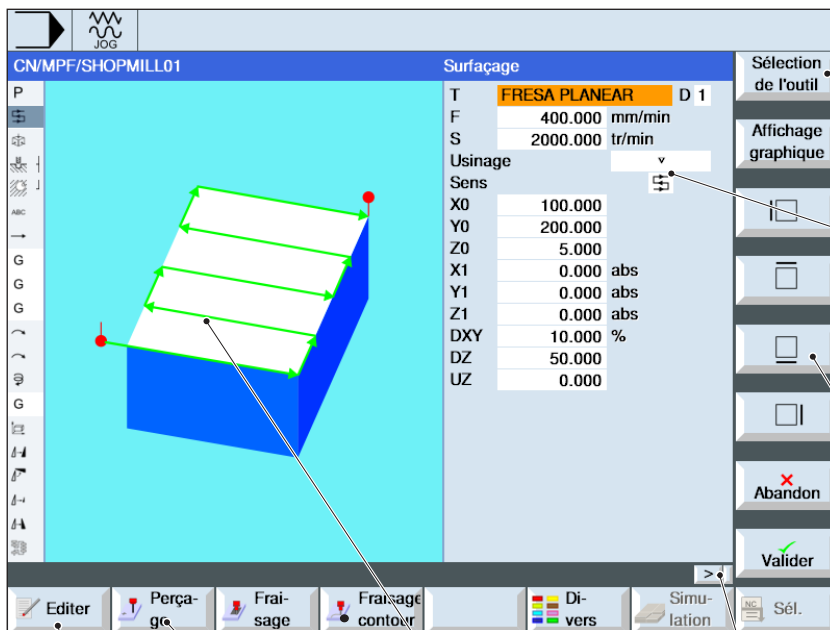 JOG
CN/MPF/SHOPMILL01
Surfaçage
Sélection
de l'outil
P
T FRESA PLANEAR D 1
F 400.000 mm/min
S 2000.000 tr/min
Usinage v
Sens
X0 100.000
Y0 200.000
Z0 5.000
X1 0.000 abs
Y1 0.000 abs
Z1 0.000 abs
DXY 10.000 %
DZ 50.000
UZ 0.000
ABC
G
G
G
G
Affichage
graphique
Abandon
Valider
>
Editer
Perça-
ge
Frai-
sage
Fraisage
contour
Di-
vers
Simu-
lation
NC
Sél.